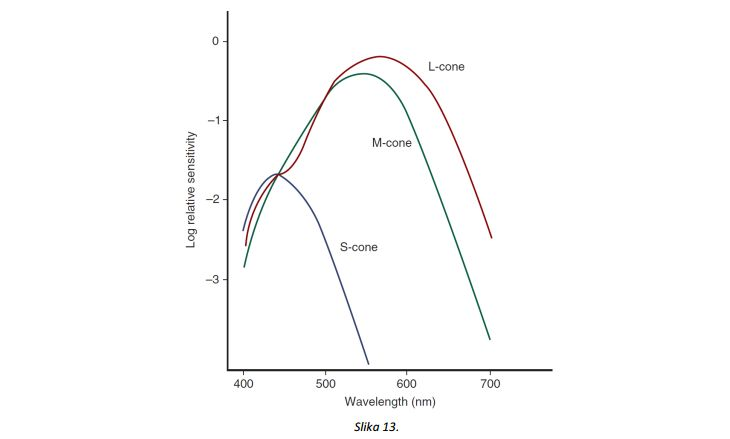 0
L-cone
−1
M-cone
Log relative sensitivity
−2
S-cone
−3
400 500 600 700
Wavelength (nm)
Slika 13.